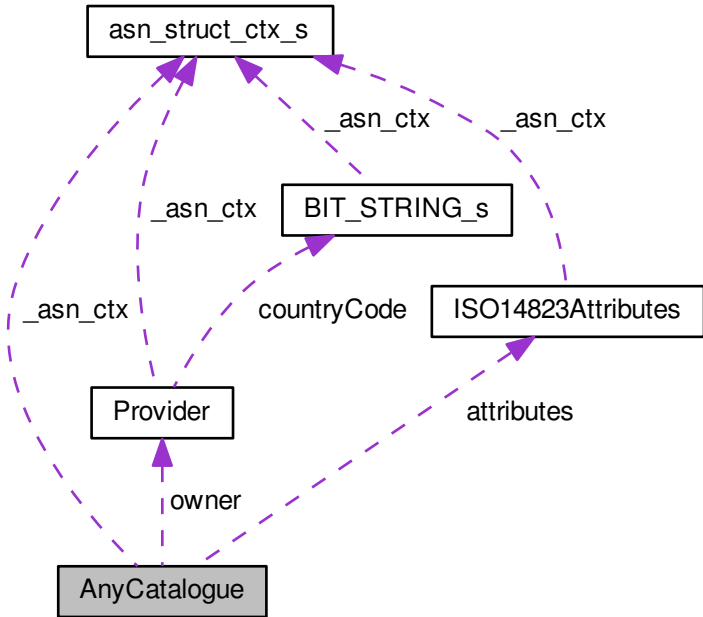 asn_struct_ctx_s
_asn_ctx
_asn_ctx
BIT_STRING_s
_asn_ctx
_asn_ctx
countryCode
ISO14823Attributes
Provider
attributes
owner
AnyCatalogue